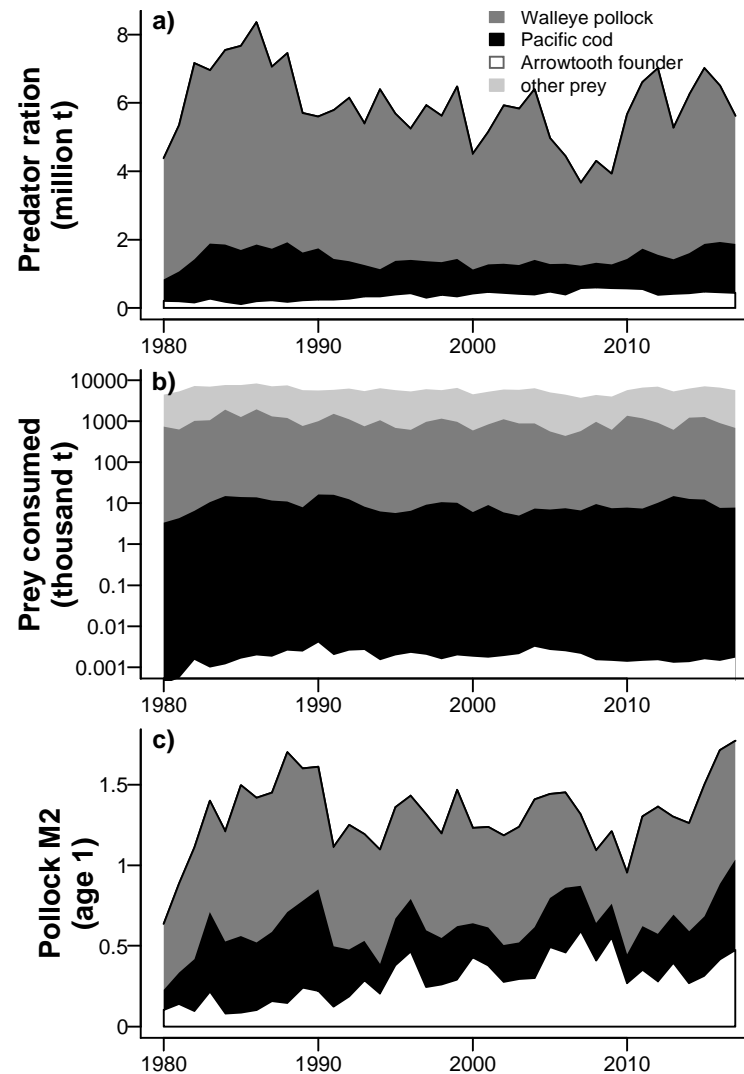 a)
Walleye pollock
Pacific cod
Arrowtooth founder
other prey
Predator ration
(million t)
8
6
4
2
0
1980 1990 2000 2010
b)
Prey consumed
(thousand t)
10000
1000
100
10
1
0.1
0.01
0.001
1980 1990 2000 2010
c)
Pollock M2
(age 1)
1.5
1
0.5
0
1980 1990 2000 2010